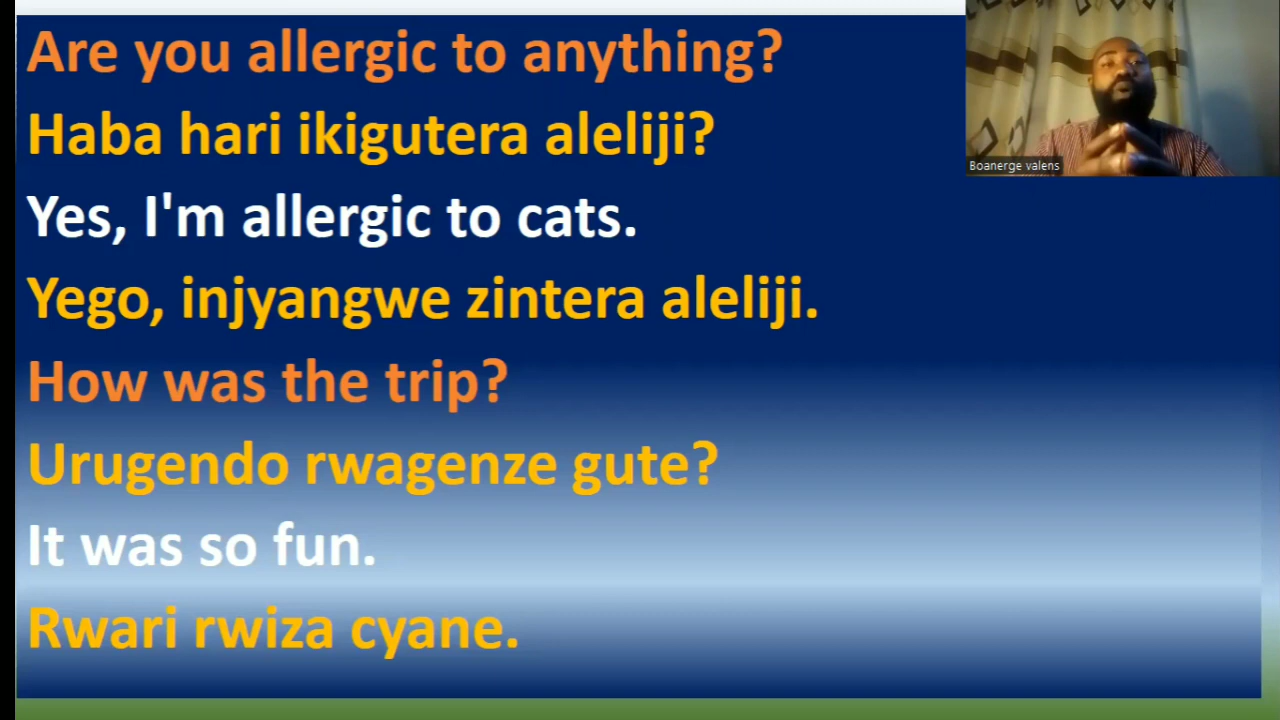 Are you allergic to anything?
Haba hari ikigutera aleliji?
Yes, I'm allergic to cats.
Yego, injyangwe zintera aleliji.
How was the trip?
Urugendo rwagenze gute?
It was so fun.
Rwari rwiza cyane.
Boanerge valens